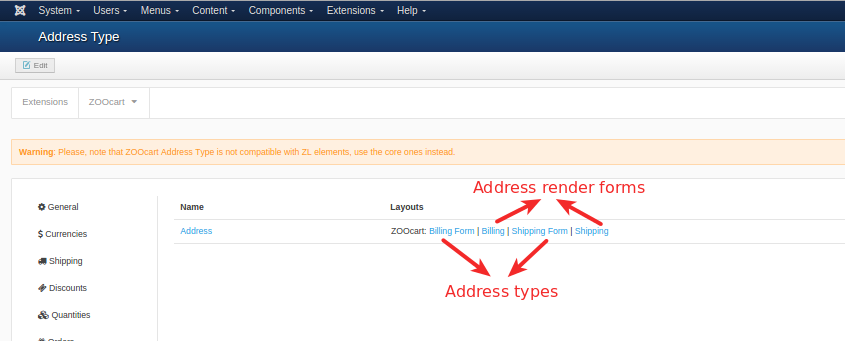 System Users Menus Content Components Extensions Help
Address Type
Edit
Extensions ZOOcart
Warning: Please, note that ZOOcart Address Type is not compatible with ZL elements, use the core ones instead.
Address render forms
General
Name Layouts
Currencies
Address ZOOcart: Billing Form | Billing | Shipping Form | Shipping
Shipping
Discounts
Address types
Quantities
Orders